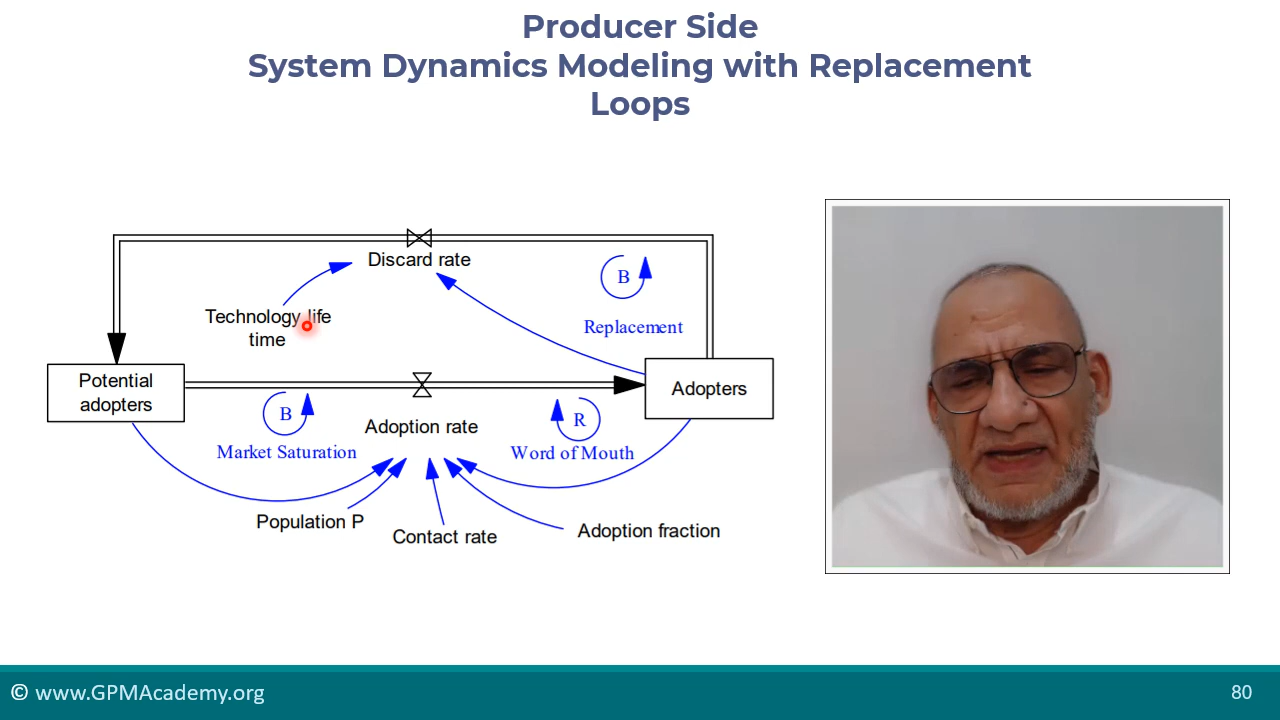 Producer Side
System Dynamics Modeling with Replacement
Loops
Discard rate
B
Technology life
time
Replacement
Potential
adopters
Adopters
B
R
Adoption rate
Market Saturation
Word of Mouth
Population P
Contact rate
Adoption fraction
© www.GPMAcademy.org
80